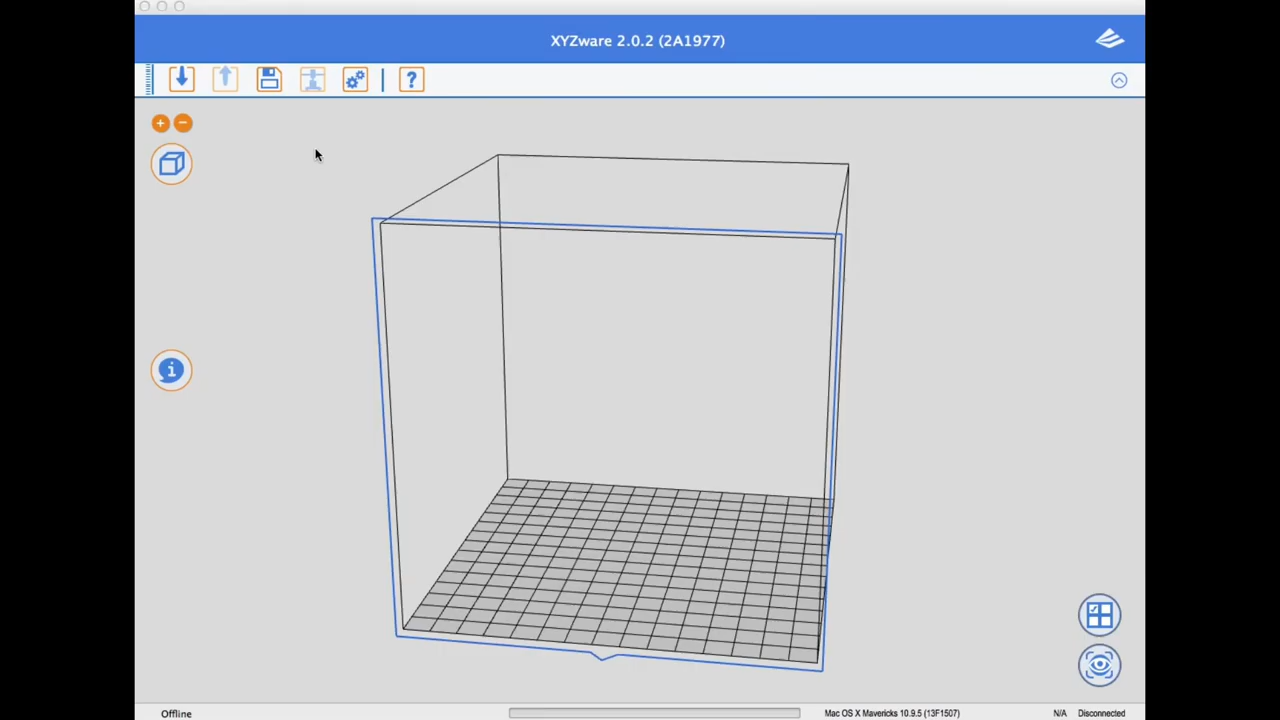 XYZware 2.0.2 (2A1977)
?
+ −
i
Offline
Mac OS X Mavericks 10.9.5 (13F1507)
N/A
Disconnected